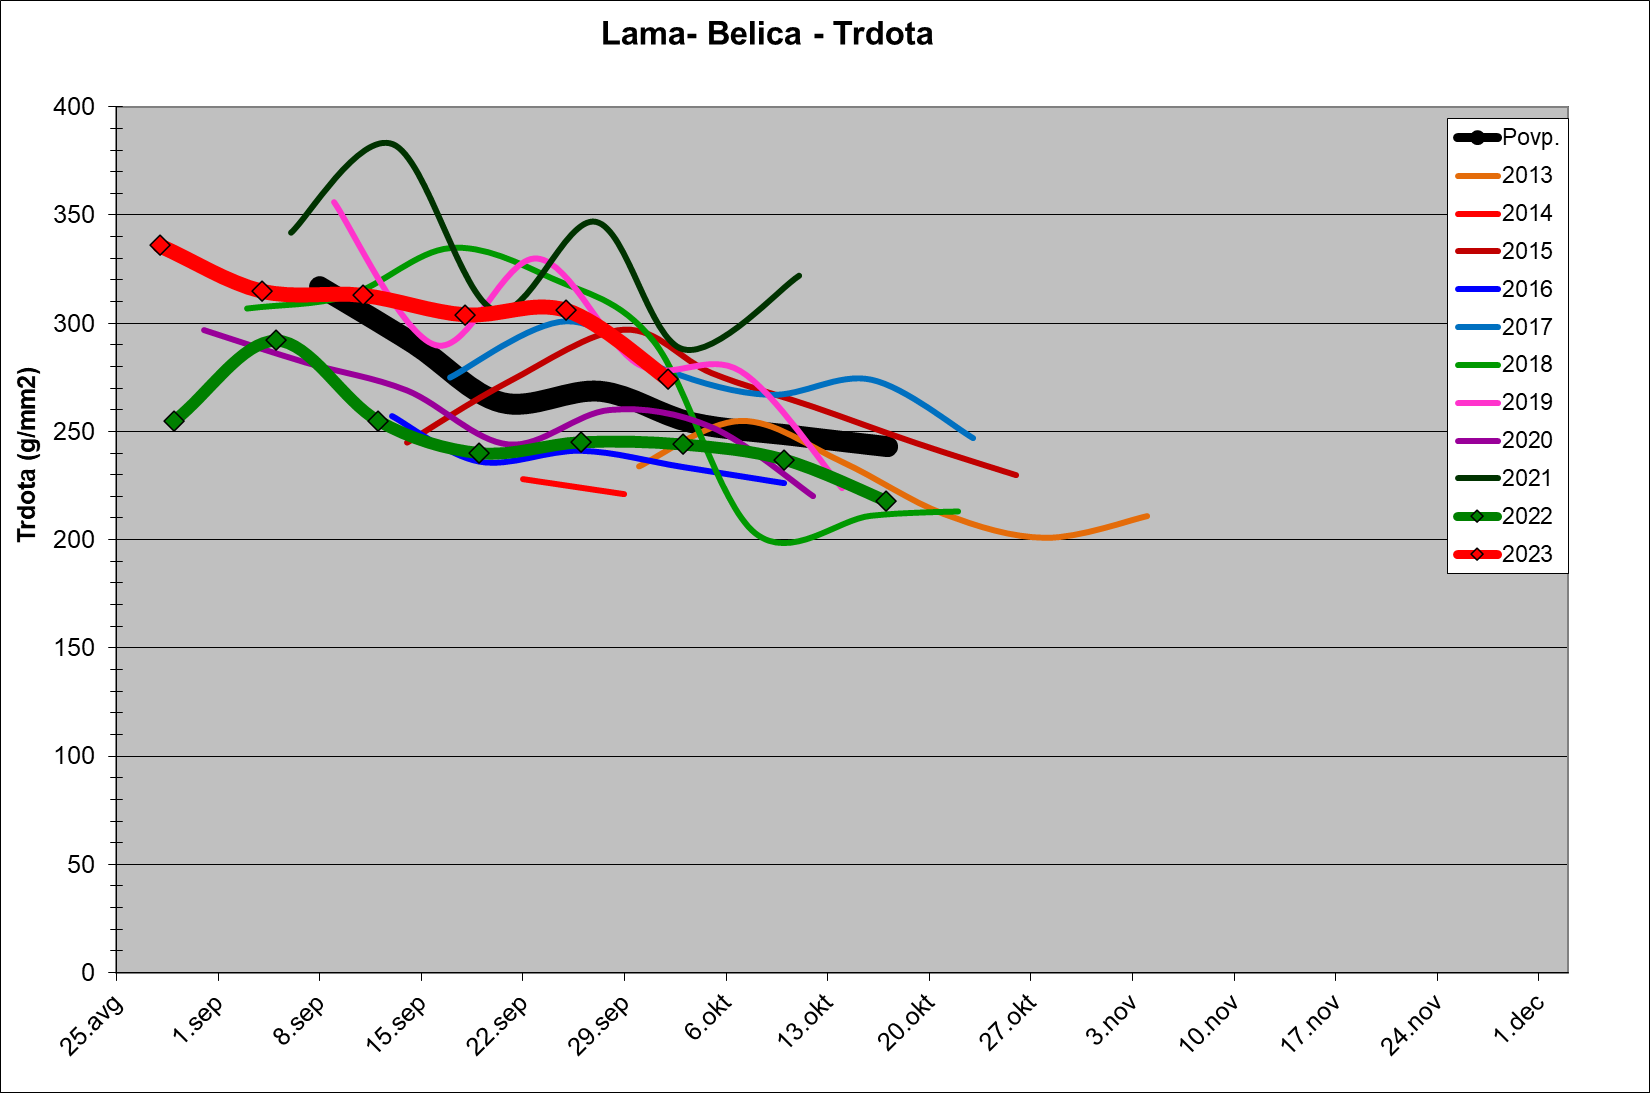 Lama- Belica - Trdota
Trdota (g/mm2)
400
350
300
250
200
150
100
50
0
25.avg
1.sep
8.sep
15.sep
22.sep
29.sep
6.okt
13.okt
20.okt
27.okt
3.nov
10.nov
17.nov
24.nov
1.dec
Povp.
2013
2014
2015
2016
2017
2018
2019
2020
2021
2022
2023